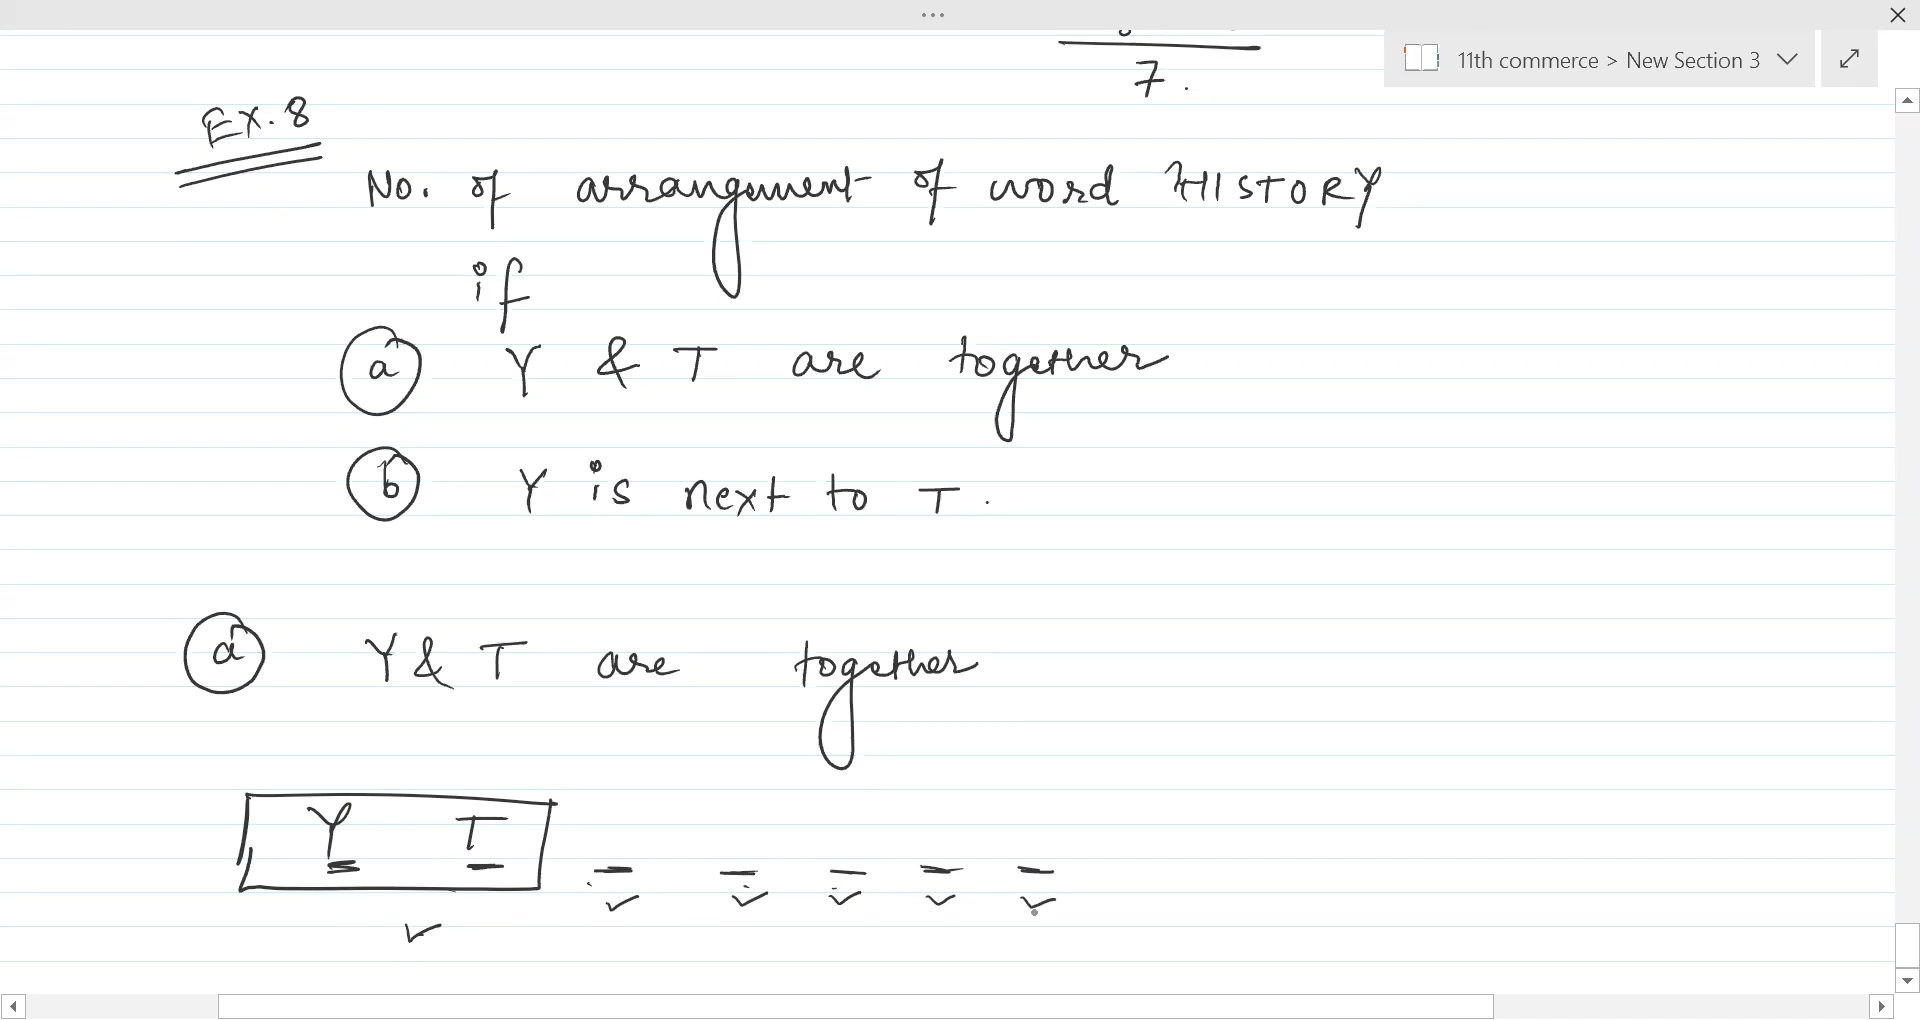 11th commerce > New Section 3
7.
Ex. 8
No. of arrangement of word HISTORY
if
a Y & T are together
b Y is next to T.
a Y & T are together
Y T